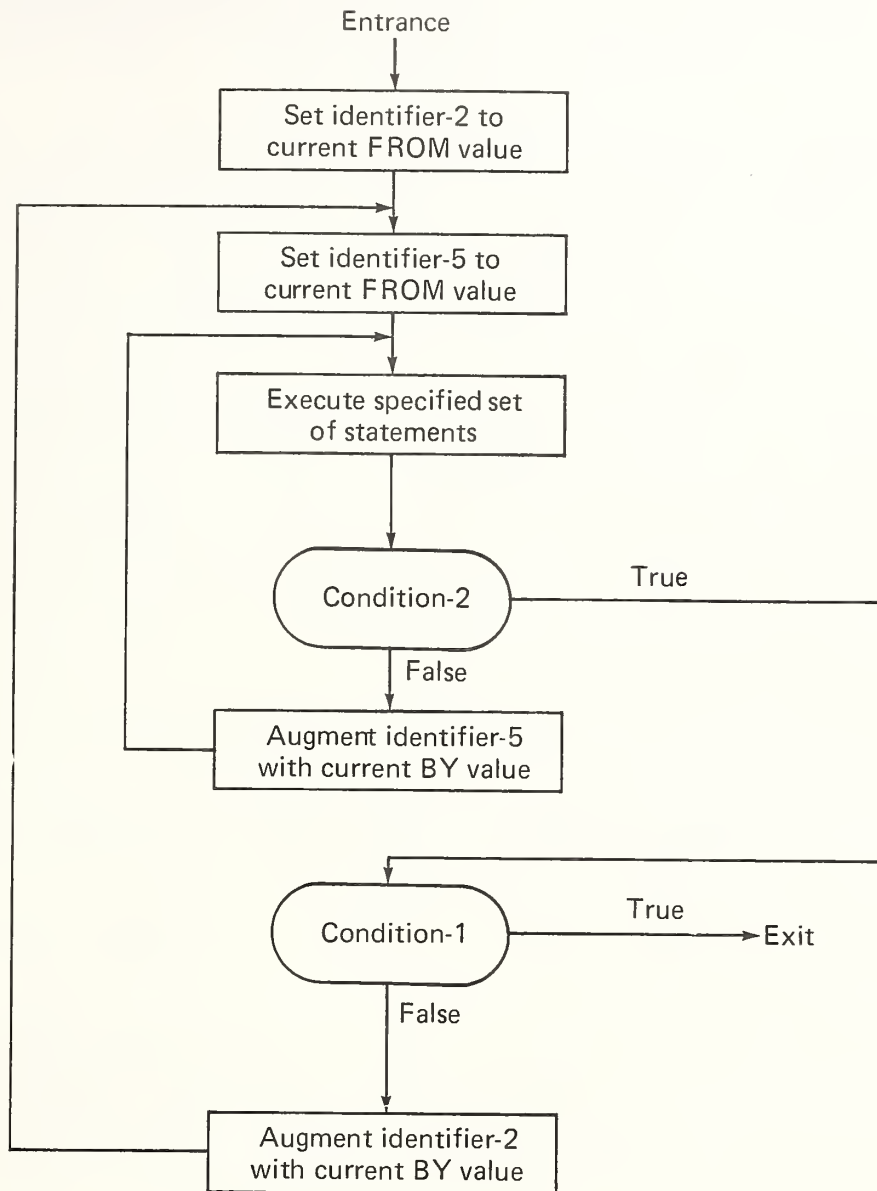 Entrance
Set identifier-2 to
current FROM value
Set identifier-5 to
current FROM value
Execute specified set
of statements
Condition-2
True
False
Augment identifier-5
with current BY value
Condition-1
True
Exit
False
Augment identifier-2
with current BY value